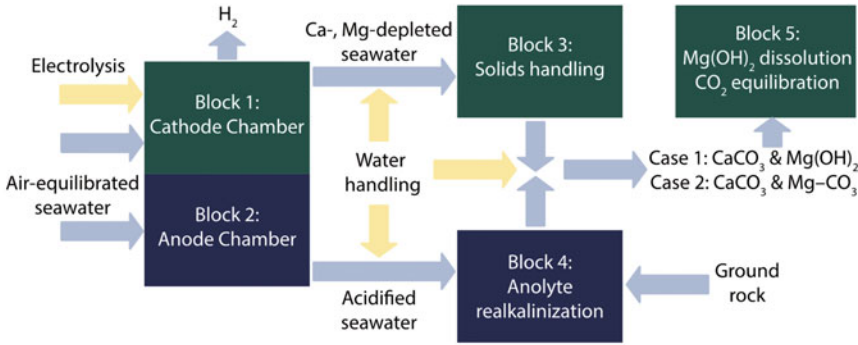 H₂
Electrolysis
Block 1:
Cathode Chamber
Air-equilibrated
seawater
Block 2:
Anode Chamber
Ca-, Mg-depleted
seawater
Water
handling
Acidified
seawater
Block 3:
Solids handling
Block 4:
Anolyte
realkalinization
Ground
rock
Block 5:
Mg(OH)₂ dissolution
CO₂ equilibration
Case 1: CaCO₃ & Mg(OH)₂
Case 2: CaCO₃ & Mg–CO₃